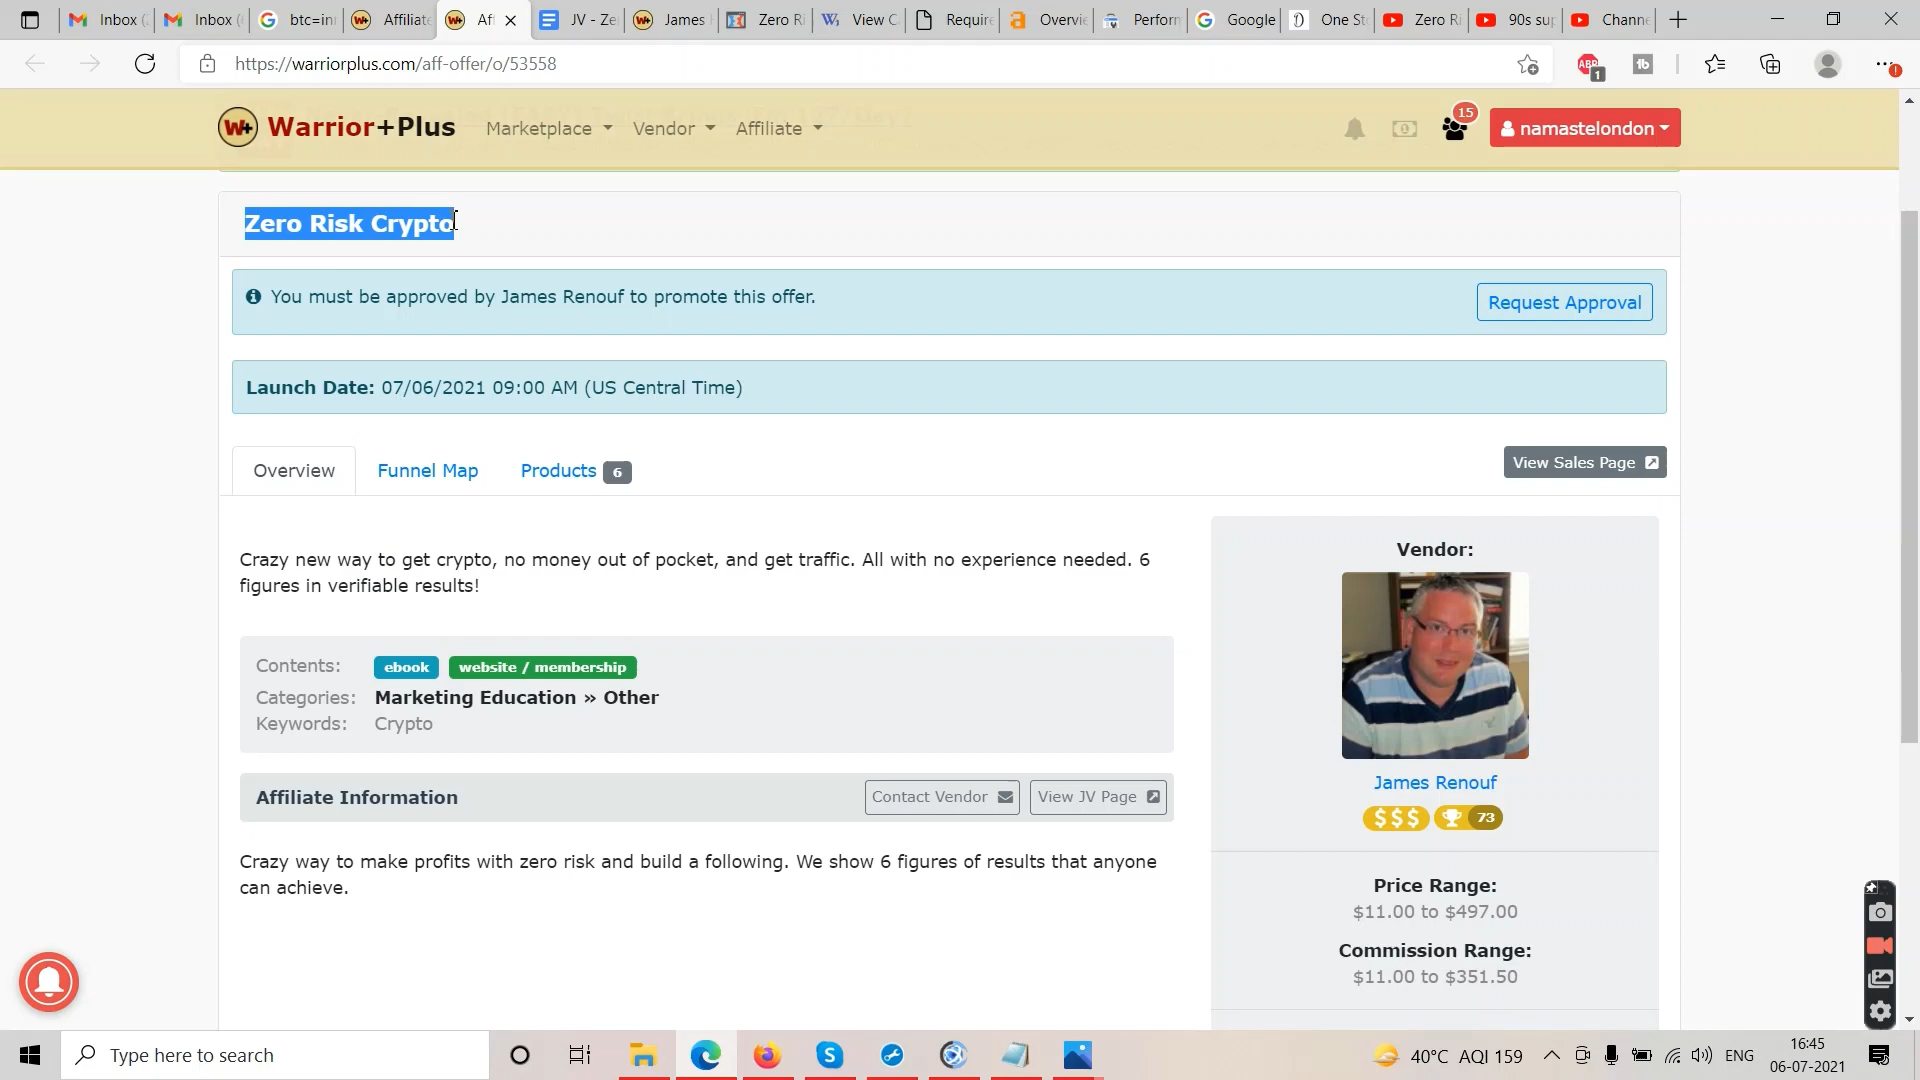 Inbox (
Inbox (
btc=inr
Affiliate
Af
JV - Ze
James
Zero Ri
View C
Require
Overvie
Perform
Google
One St
Zero Ri
90s sup
Channe
https://warriorplus.com/aff-offer/o/53558
ABP
1
tb
W+ Warrior+Plus
Marketplace
Vendor
Affiliate
15
namastelondon
Zero Risk Crypto
You must be approved by James Renouf to promote this offer.
Request Approval
Launch Date: 07/06/2021 09:00 AM (US Central Time)
Overview
Funnel Map
Products 6
View Sales Page
Crazy new way to get crypto, no money out of pocket, and get traffic. All with no experience needed. 6
figures in verifiable results!
Contents: ebook website / membership
Categories: Marketing Education » Other
Keywords: Crypto
Affiliate Information
Contact Vendor
View JV Page
Crazy way to make profits with zero risk and build a following. We show 6 figures of results that anyone
can achieve.
Vendor:
James Renouf
$$$ 73
Price Range:
$11.00 to $497.00
Commission Range:
$11.00 to $351.50
Type here to search
40°C AQI 159
ENG
16:45
06-07-2021